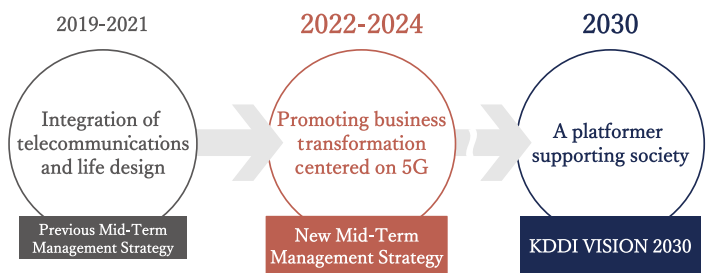 2019-2021
Integration of
telecommunications
and life design
Previous Mid-Term
Management Strategy
2022-2024
Promoting business
transformation
centered on 5G
New Mid-Term
Management Strategy
2030
A platformer
supporting society
KDDI VISION 2030